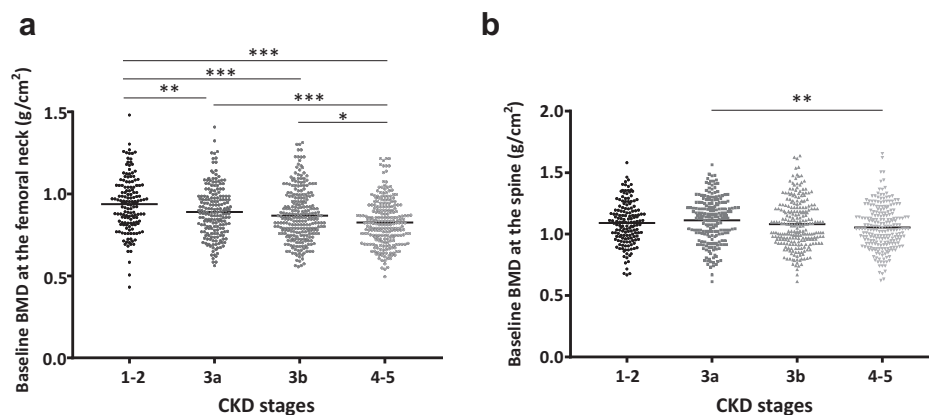 a
***
***
** ***
*
Baseline BMD at the femoral neck (g/cm²)
1.5
1.0
0.5
0.0
1-2 3a 3b 4-5
CKD stages
b
**
Baseline BMD at the spine (g/cm²)
2.0
1.5
1.0
0.5
0.0
1-2 3a 3b 4-5
CKD stages